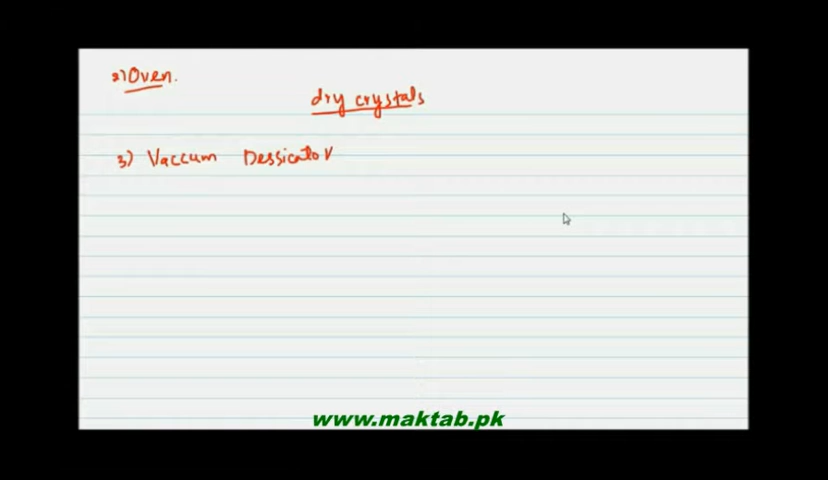 2) Oven.
dry crystals
3) Vaccum Dessicator
www.maktab.pk